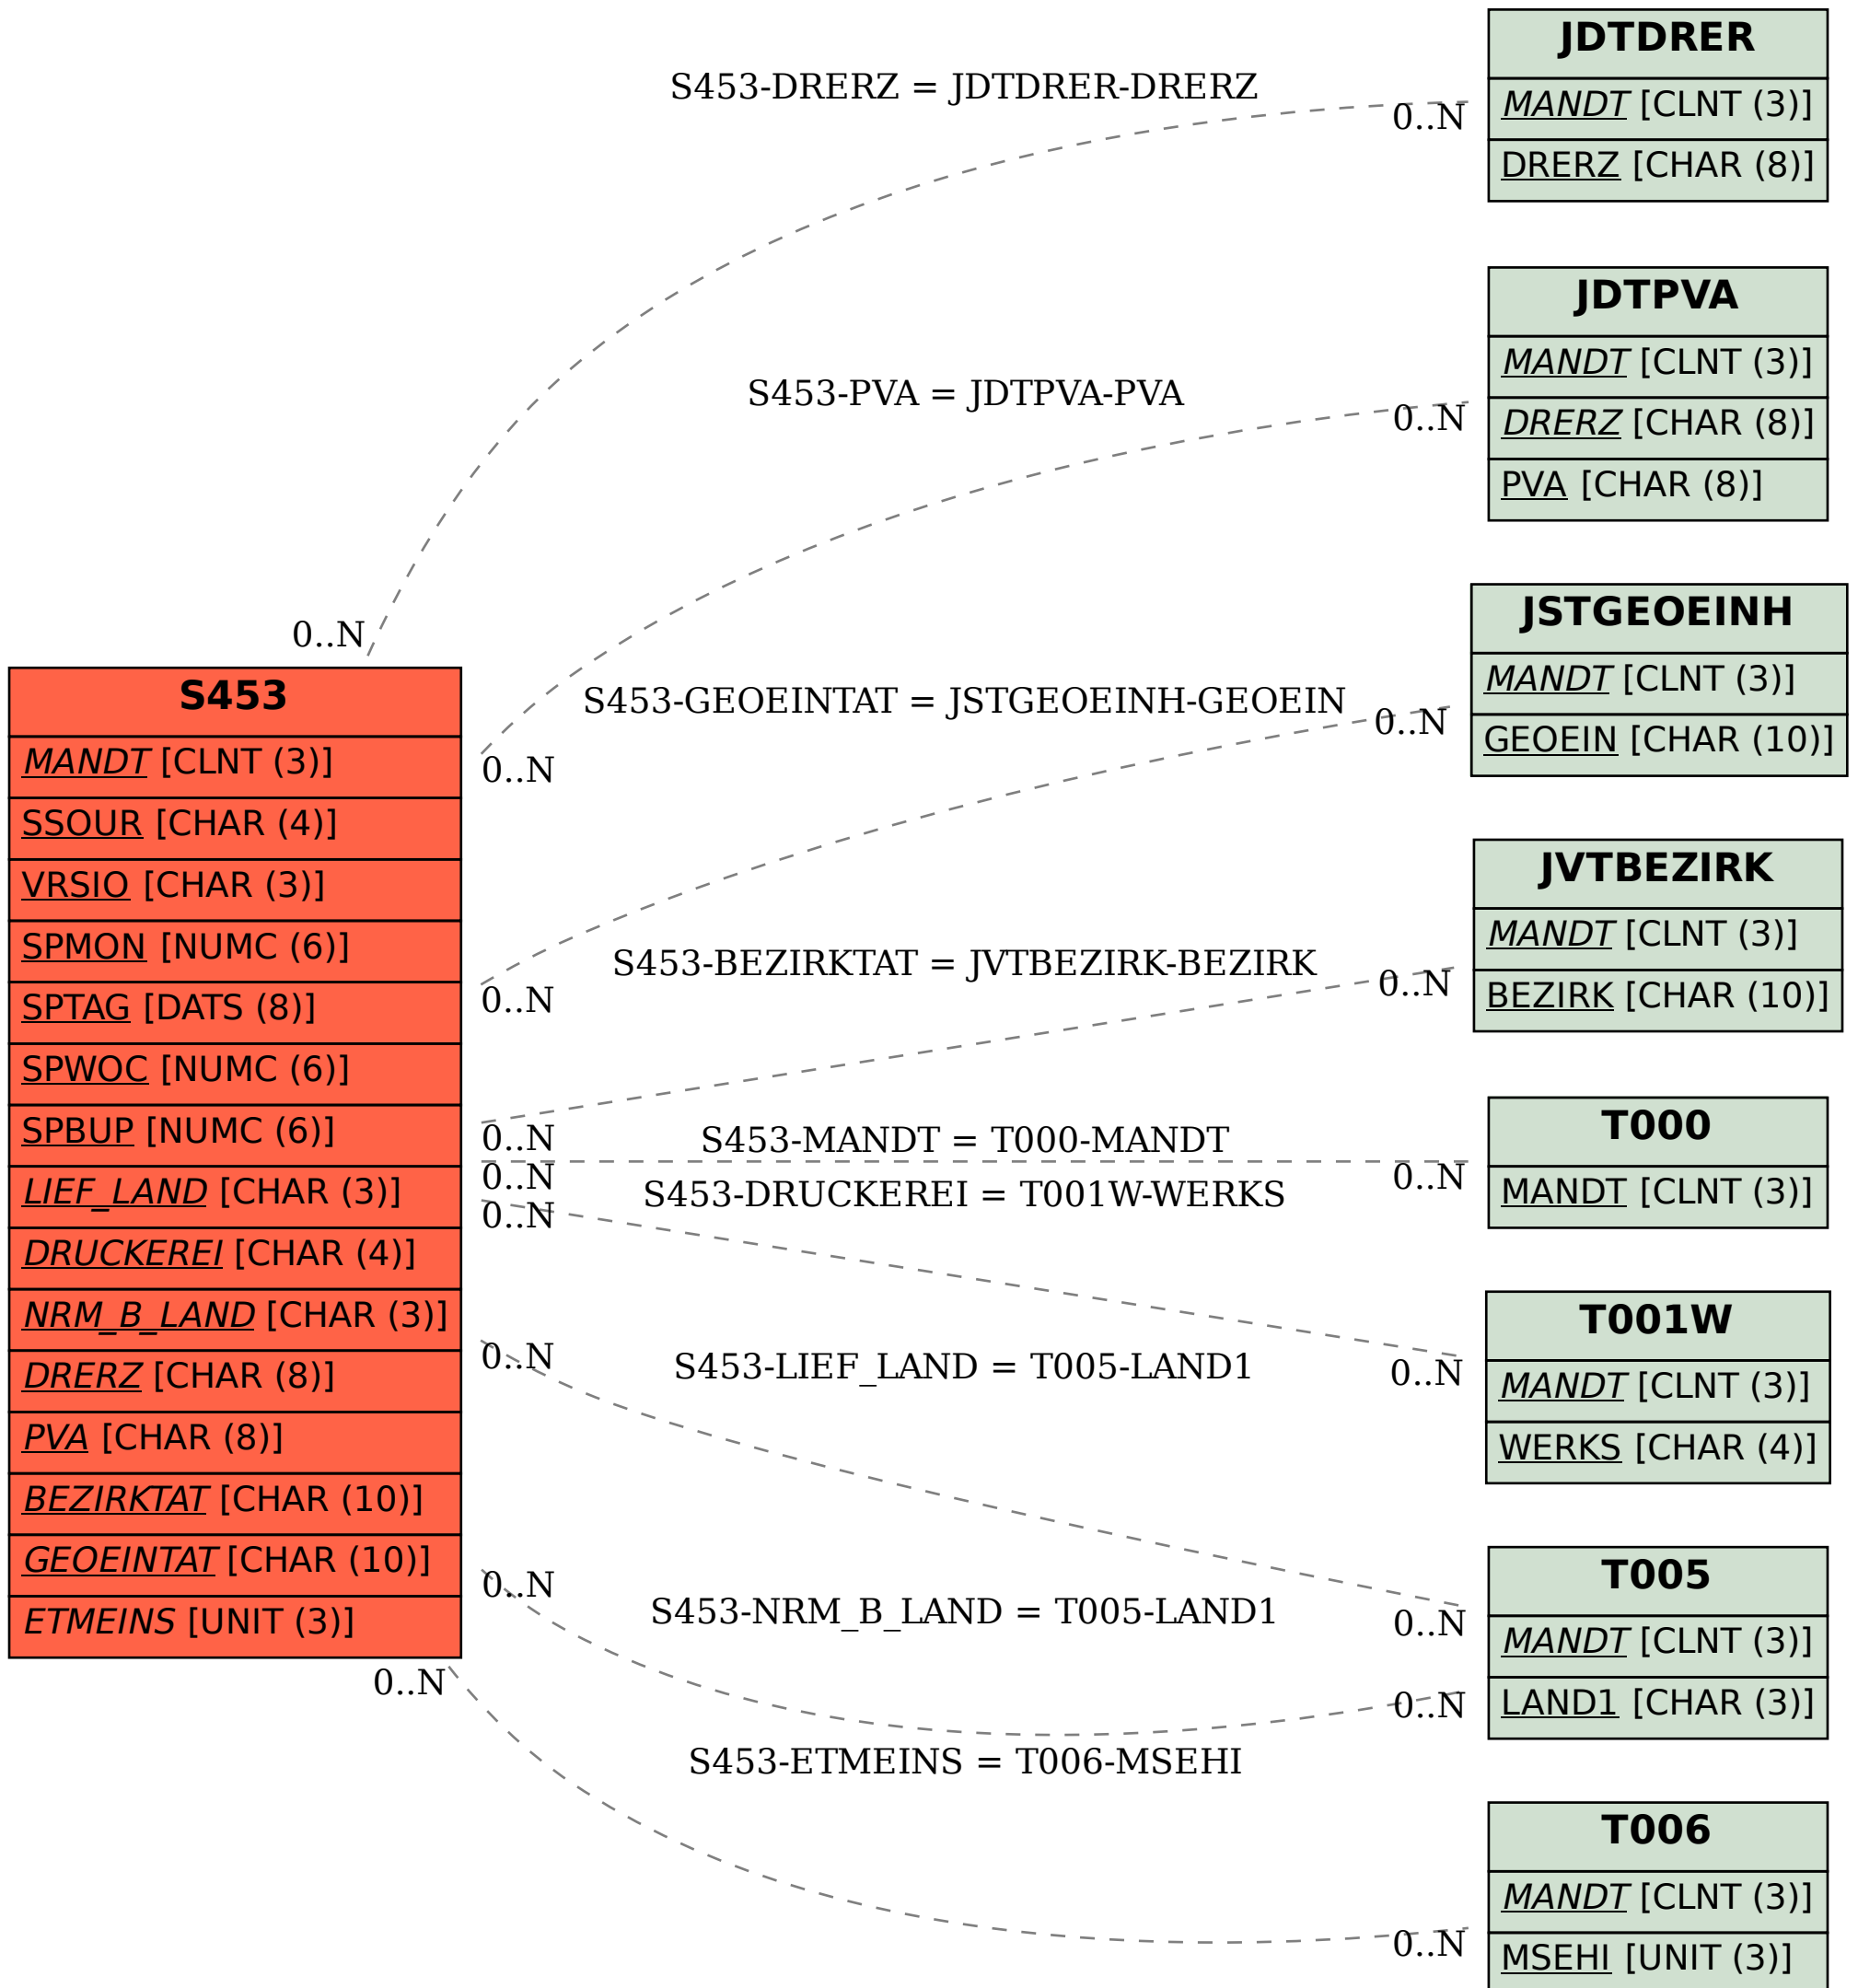 JDTDRER
MANDT [CLNT (3)]
DRERZ [CHAR (8)]
S453-DRERZ = JDTDRER-DRERZ
0..N
0..N
JDTPVA
MANDT [CLNT (3)]
DRERZ [CHAR (8)]
PVA [CHAR (8)]
S453-PVA = JDTPVA-PVA
0..N
0..N
JSTGEOEINH
MANDT [CLNT (3)]
GEOEIN [CHAR (10)]
S453-GEOEINTAT = JSTGEOEINH-GEOEIN
0..N
0..N
JVTBEZIRK
MANDT [CLNT (3)]
BEZIRK [CHAR (10)]
S453-BEZIRKTAT = JVTBEZIRK-BEZIRK
0..N
0..N
S453
MANDT [CLNT (3)]
SSOUR [CHAR (4)]
VRSIO [CHAR (3)]
SPMON [NUMC (6)]
SPTAG [DATS (8)]
SPWOC [NUMC (6)]
SPBUP [NUMC (6)]
LIEF_LAND [CHAR (3)]
DRUCKEREI [CHAR (4)]
NRM_B_LAND [CHAR (3)]
DRERZ [CHAR (8)]
PVA [CHAR (8)]
BEZIRKTAT [CHAR (10)]
GEOEINTAT [CHAR (10)]
ETMEINS [UNIT (3)]
S453-MANDT = T000-MANDT
0..N
0..N
T000
MANDT [CLNT (3)]
S453-DRUCKEREI = T001W-WERKS
0..N
0..N
T001W
MANDT [CLNT (3)]
WERKS [CHAR (4)]
S453-LIEF_LAND = T005-LAND1
0..N
0..N
T005
MANDT [CLNT (3)]
LAND1 [CHAR (3)]
S453-NRM_B_LAND = T005-LAND1
0..N
0..N
S453-ETMEINS = T006-MSEHI
0..N
0..N
T006
MANDT [CLNT (3)]
MSEHI [UNIT (3)]